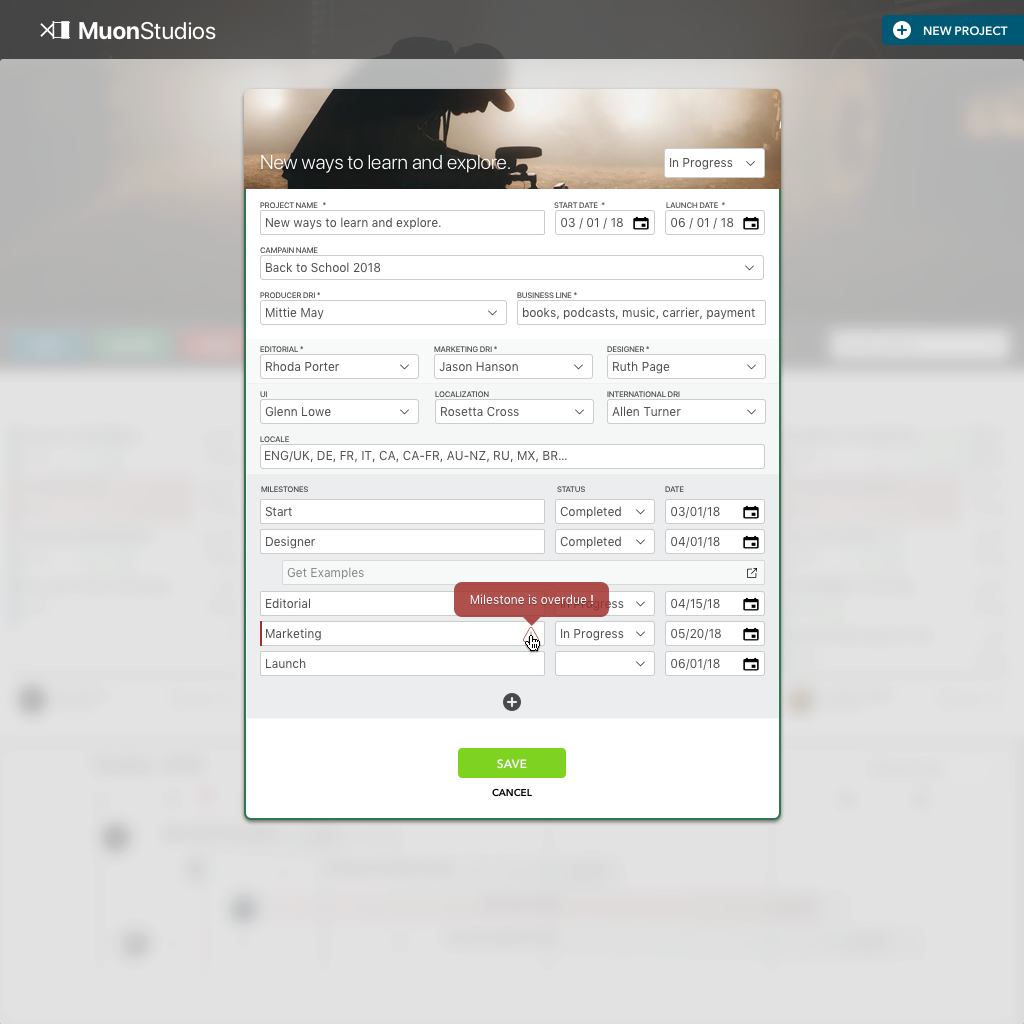 MuonStudios
NEW PROJECT
New ways to learn and explore.
In Progress
PROJECT NAME *
START DATE *
LAUNCH DATE *
New ways to learn and explore.
03 / 01 / 18
06 / 01 / 18
CAMPAIN NAME
Back to School 2018
PRODUCER DRI *
BUSINESS LINE *
Mittie May
books, podcasts, music, carrier, payment
EDITORIAL *
MARKETING DRI *
DESIGNER *
Rhoda Porter
Jason Hanson
Ruth Page
UI
LOCALIZATION
INTERNATIONAL DRI
Glenn Lowe
Rosetta Cross
Allen Turner
LOCALE
ENG/UK, DE, FR, IT, CA, CA-FR, AU-NZ, RU, MX, BR...
MILESTONES
STATUS
DATE
Start
Completed
03/01/18
Designer
Completed
04/01/18
Get Examples
Milestone is overdue !
Editorial
In Progress
04/15/18
Marketing
In Progress
05/20/18
Launch
06/01/18
SAVE
CANCEL